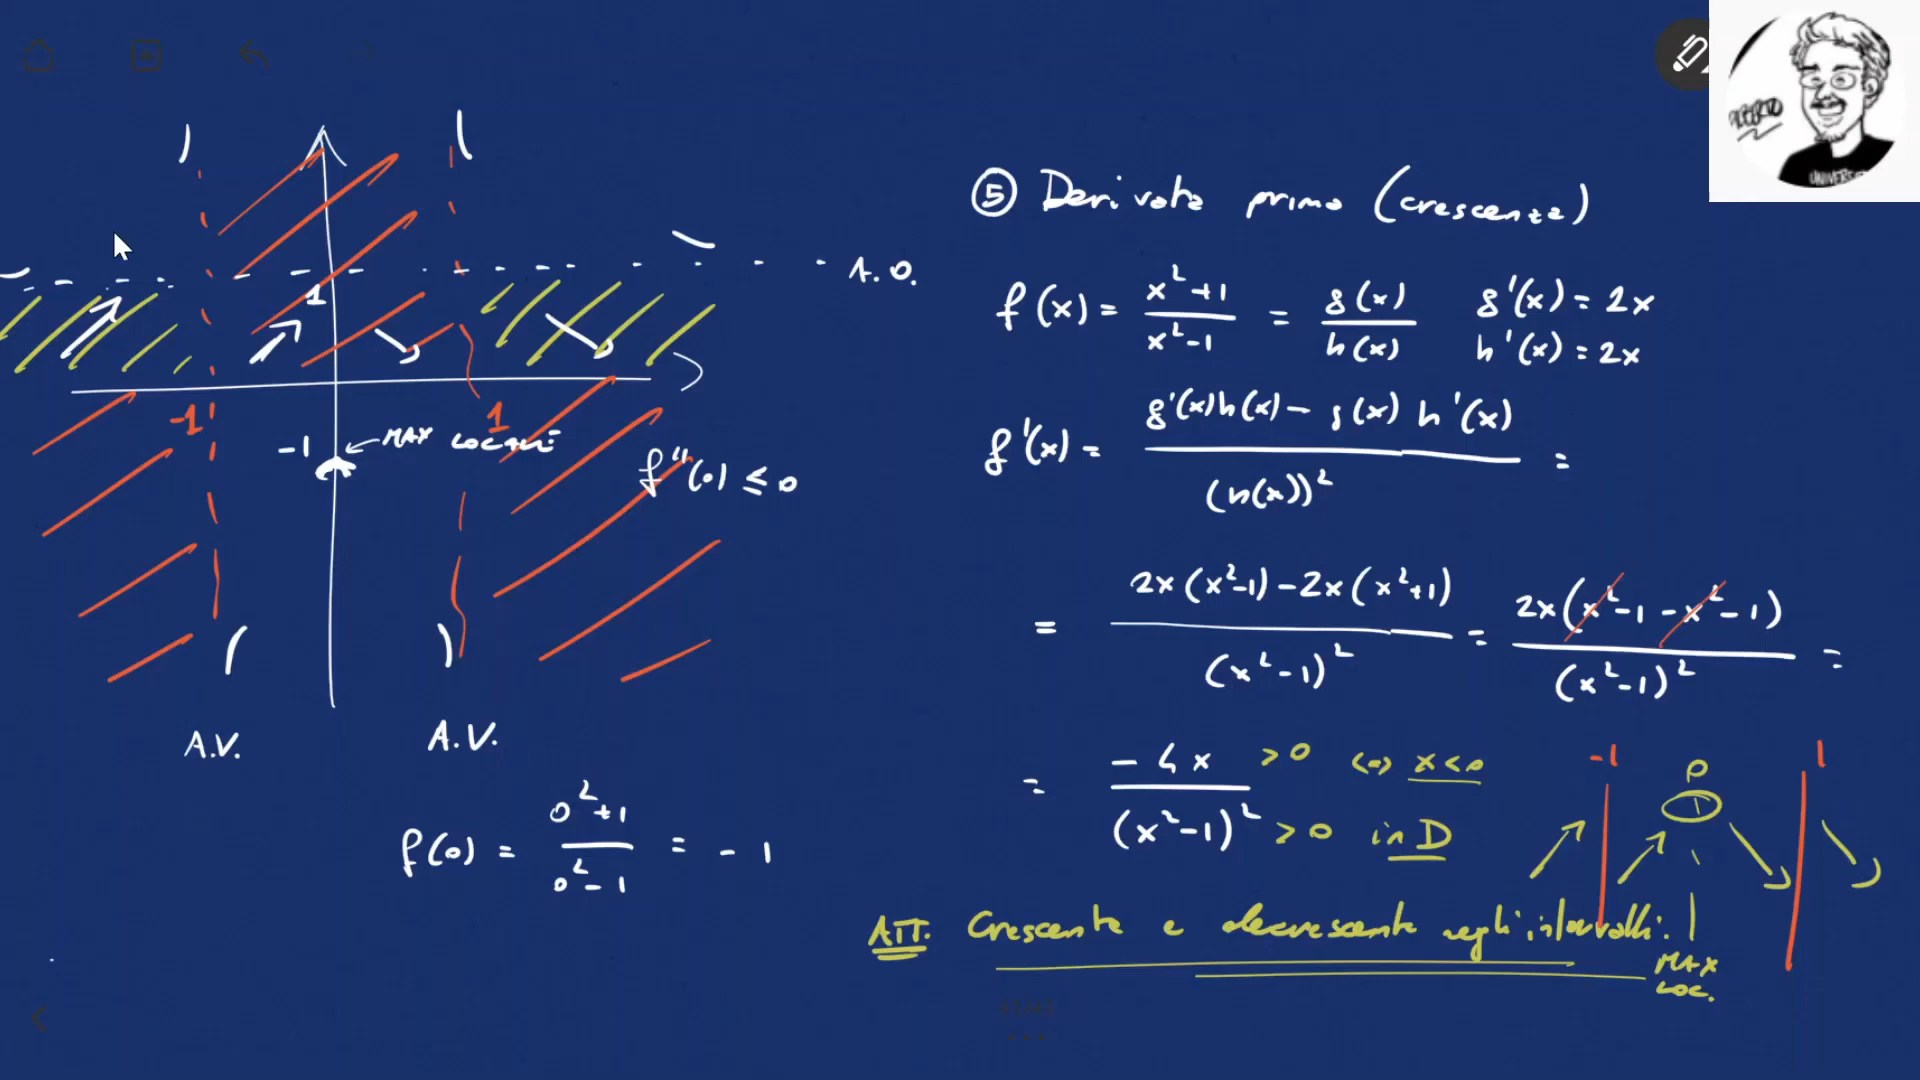 1
A.O.
-1
1
-1 ← MAX LOCALE
f''(0) ≤ 0
A.V.
A.V.
f(0) = (0²+1)/(0²-1) = -1
⑤ Derivata prima (crescenza)
f(x) = (x²+1)/(x²-1) = g(x)/h(x)
g'(x) = 2x
h'(x) = 2x
f'(x) = (g'(x)h(x) - g(x) h'(x))/(h(x))² =
= (2x(x²-1) - 2x(x²+1))/(x²-1)² = (2x(x²-1-x²-1))/(x²-1)² =
= -4x/(x²-1)² >0 <=> x<0
>0 in D
-1 0 1
ATT. Crescente e decrescente negli intervalli!
MAX
LOC.
ALBERTO